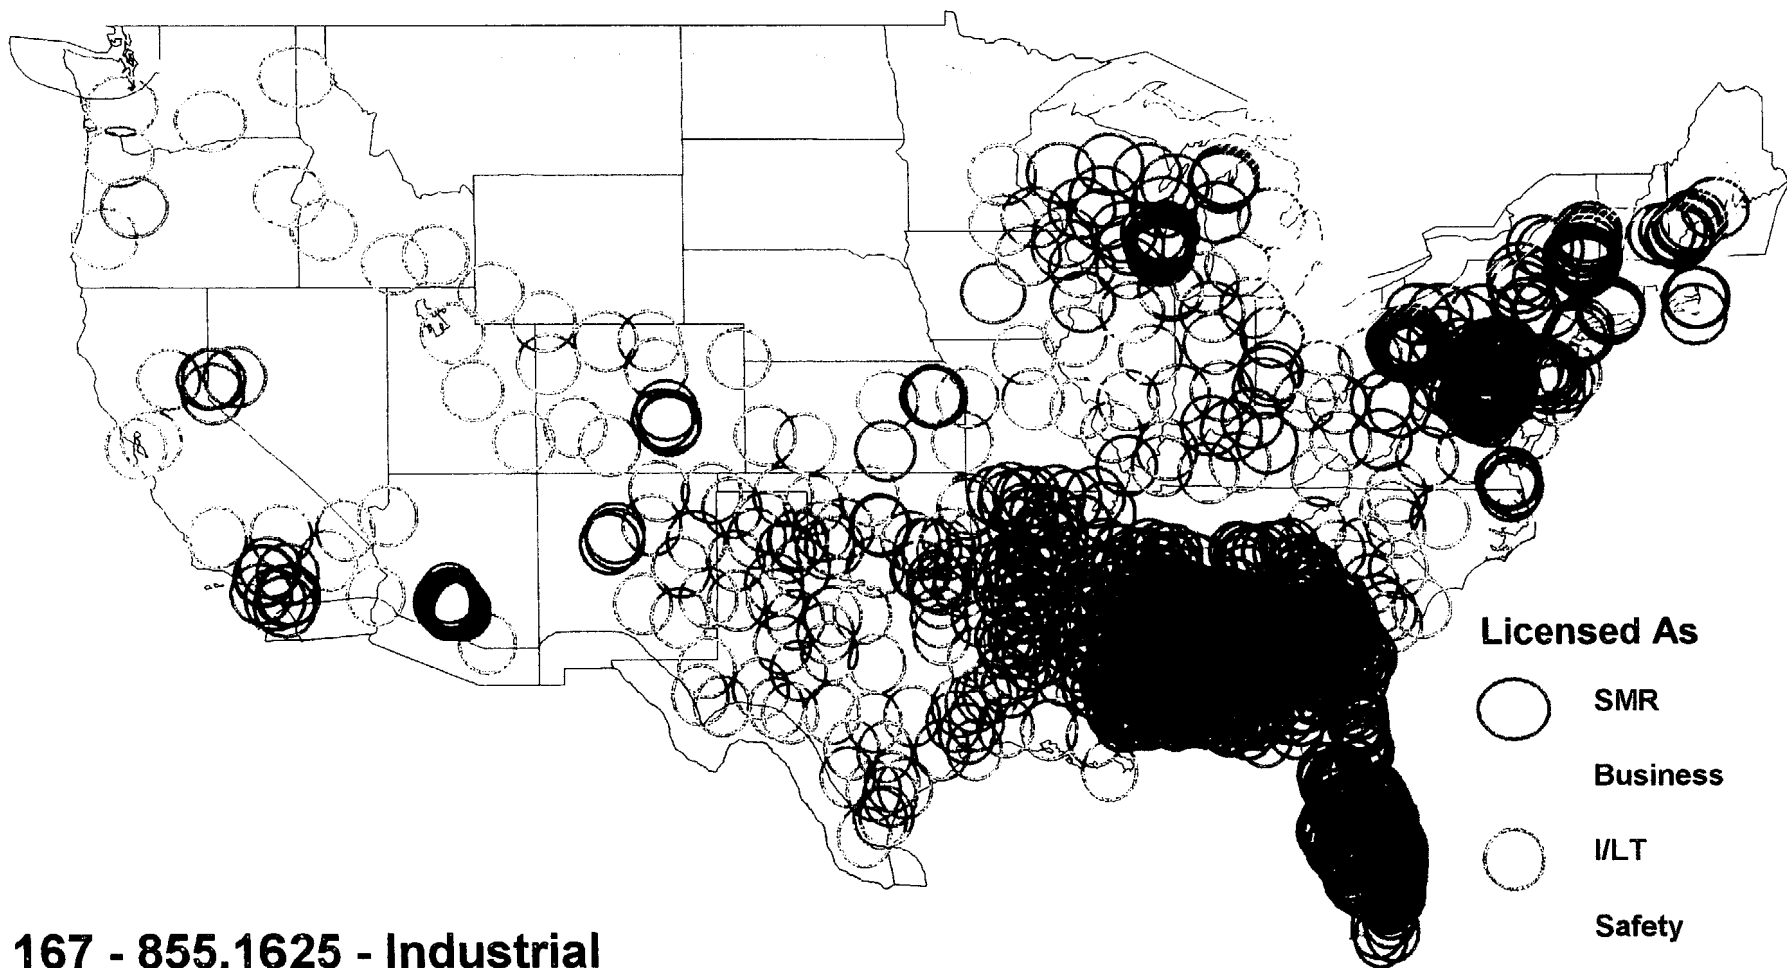 Licensed As
SMR
Business
I/LT
Safety
167 - 855.1625 - Industrial